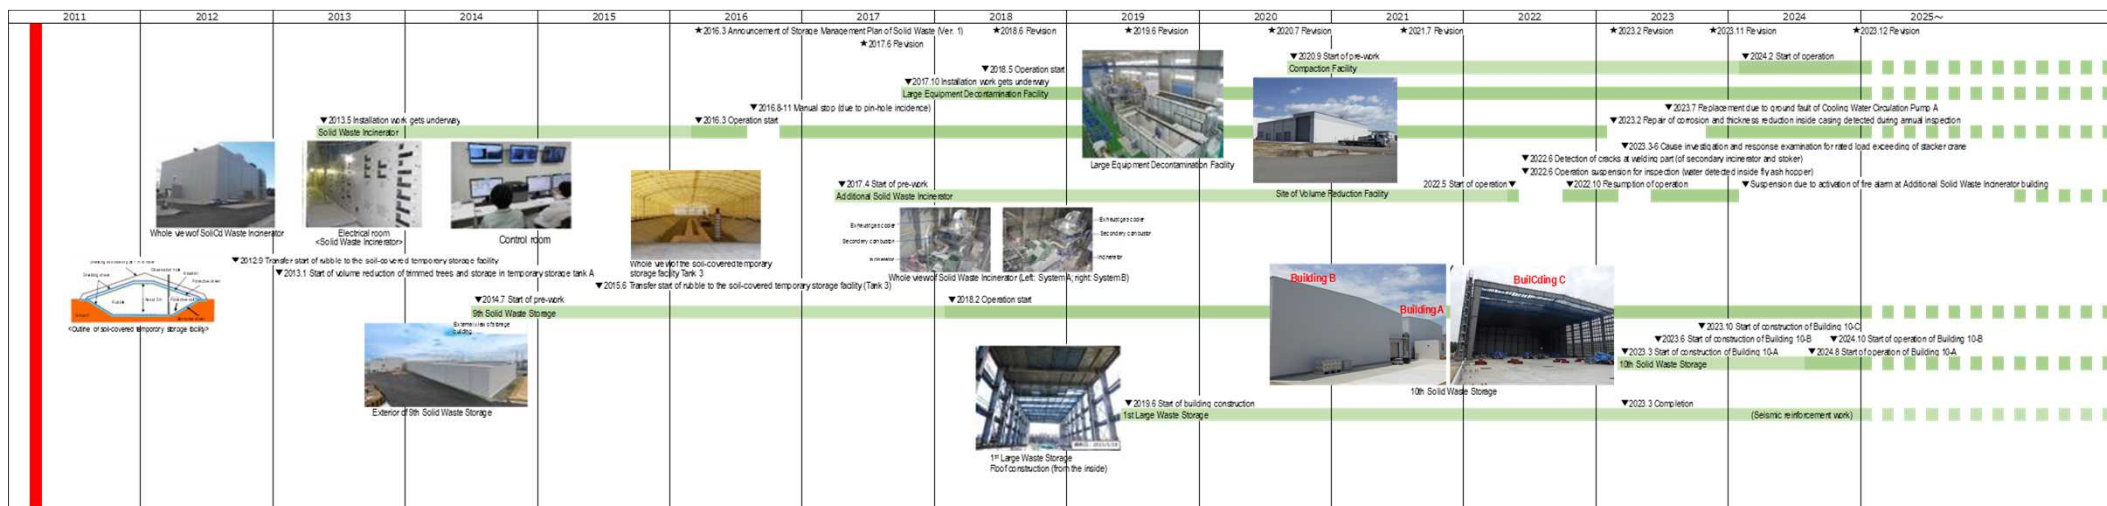 2011 2012 2013 2014 2015 2016 2017 2018 2019 2020 2021 2022 2023 2024 2025～
★2016.3 Announcement of Storage Management Plan of Solid Waste (Ver. 1)
★2018.6 Revision
★2019.6 Revision
★2020.7 Revision
★2021.7 Revision
★2023.2 Revision
★2023.11 Revision
★2023.12 Revision
★2017.6 Revision
▼2020.9 Start of pre-work
▼2024.2 Start of operation
Compaction Facility
▼2018.5 Operation start
▼2017.10 Installation work gets underway
Large Equipment Decontamination Facility
▼2016.8-11 Manual stop (due to pin-hole incidence)
▼2023.7 Replacement due to ground fault of Cooling Water Circulation Pump A
▼2013.5 Installation work gets underway
▼2016.3 Operation start
▼2023.2 Repair of corrosion and thickness reduction inside casing detected during annual inspection
Solid Waste Incinerator
▼2023.3-6 Cause investigation and response examination for rated load exceeding of stacker crane
▼2022.6 Detection of cracks at welding part (of secondary incinerator and stoker)
▼2022.6 Operation suspension for inspection (water detected inside fly ash hopper)
Large Equipment Decontamination Facility
▼2017.4 Start of pre-work
2022.5 Start of operation▼
▼2022.10 Resumption of operation
▼Suspension due to activation of fire alarm at Additional Solid Waste Incinerator building
Additional Solid Waste Incinerator
Site of Volume Reduction Facility
Whole view of SoliCd Waste Incinerator
Electrical room
<Solid Waste Incinerator>
Control room
Exhaust gas cooler
Secondary combustor
Incinerator
Exhaust gas cooler
Secondary combustor
Incinerator
Whole view of Solid Waste Incinerator (Left: System A; right: System B)
▼2012.9 Transfer start of rubble to the soil-covered temporary storage facility
Whole view of the soil-covered temporary
storage facility Tank 3
▼2013.1 Start of volume reduction of trimmed trees and storage in temporary storage tank A
▼2015.6 Transfer start of rubble to the soil-covered temporary storage facility (Tank 3)
Rubble
<Outline of soil-covered temporary storage facility>
▼2014.7 Start of pre-work
▼2018.2 Operation start
9th Solid Waste Storage
External view of storage
building
Exterior of 9th Solid Waste Storage
Building B
Building A
BuilCding C
10th Solid Waste Storage
▼2023.10 Start of construction of Building 10-C
▼2023.6 Start of construction of Building 10-B
▼2024.10 Start of operation of Building 10-B
▼2023.3 Start of construction of Building 10-A
▼2024.8 Start of operation of Building 10-A
10th Solid Waste Storage
▼2019.6 Start of building construction
▼2023.3 Completion
1st Large Waste Storage
(Seismic reinforcement work)
1st Large Waste Storage
Roof construction (from the inside)